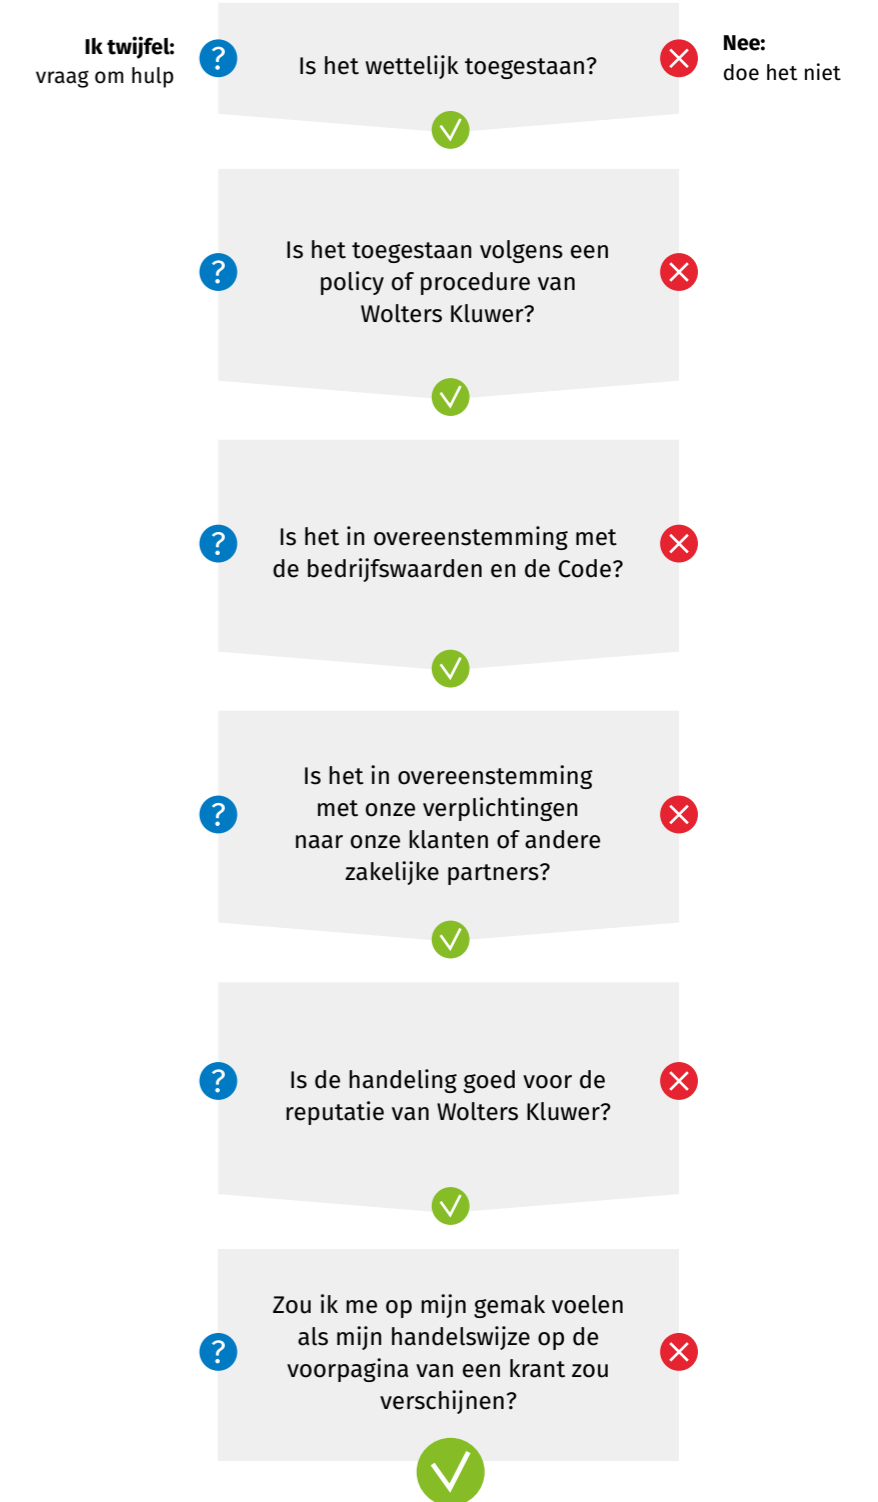 Ik twijfel:
vraag om hulp
Is het wettelijk toegestaan?
Nee:
doe het niet
Is het toegestaan volgens een
policy of procedure van
Wolters Kluwer?
Is het in overeenstemming met
de bedrijfswaarden en de Code?
Is het in overeenstemming
met onze verplichtingen
naar onze klanten of andere
zakelijke partners?
Is de handeling goed voor de
reputatie van Wolters Kluwer?
Zou ik me op mijn gemak voelen
als mijn handelswijze op de
voorpagina van een krant zou
verschijnen?